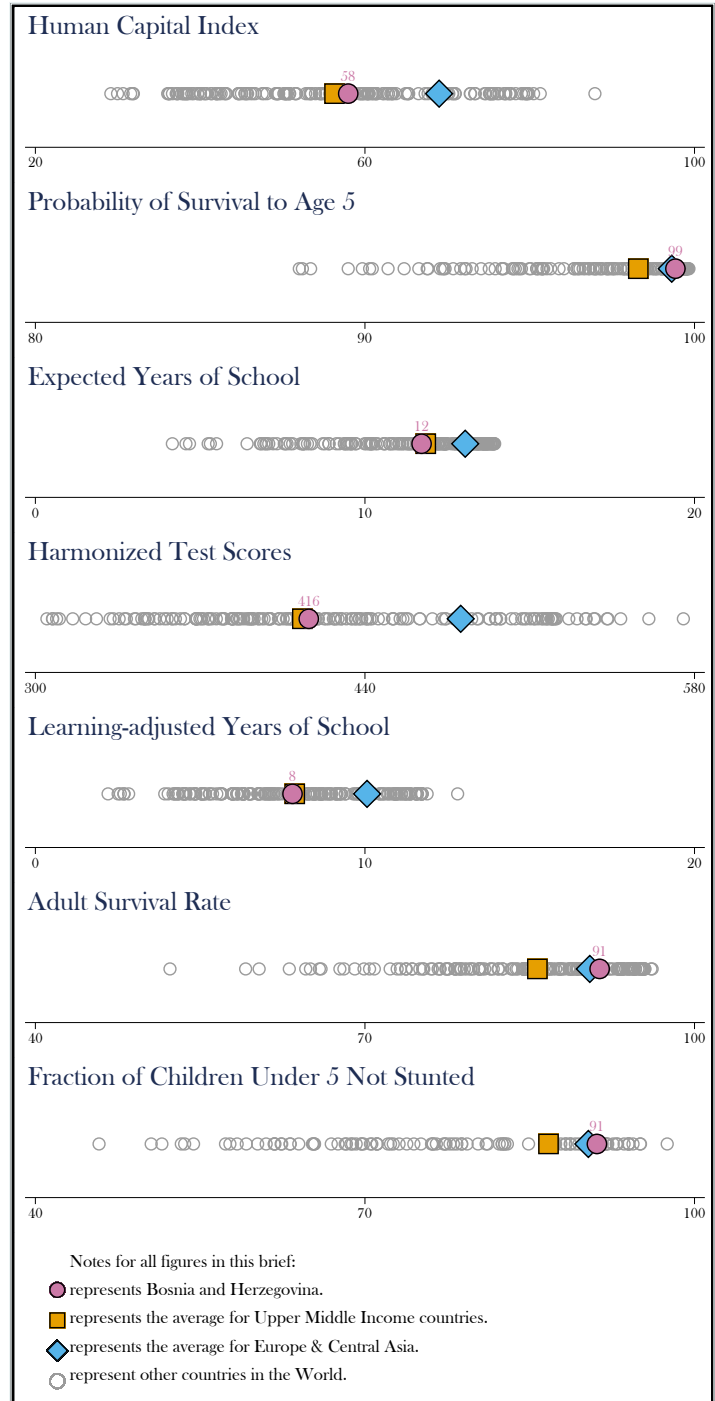 Human Capital Index
58
20 60 100
Probability of Survival to Age 5
99
80 90 100
Expected Years of School
12
0 10 20
Harmonized Test Scores
416
300 440 580
Learning-adjusted Years of School
8
0 10 20
Adult Survival Rate
91
40 70 100
Fraction of Children Under 5 Not Stunted
91
40 70 100
Notes for all figures in this brief:
represents Bosnia and Herzegovina.
represents the average for Upper Middle Income countries.
represents the average for Europe & Central Asia.
represent other countries in the World.